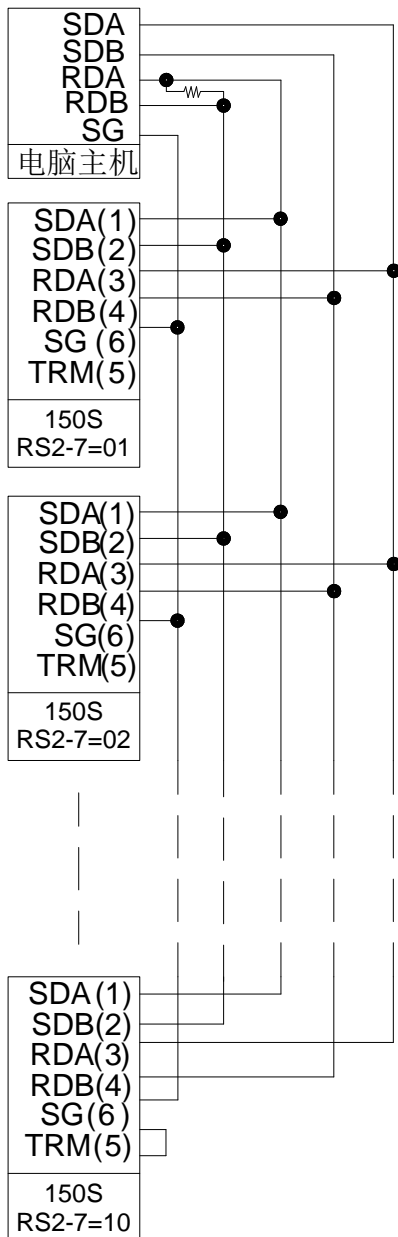 SDA
SDB
RDA
RDB
SG
电脑主机
SDA(1)
SDB(2)
RDA(3)
RDB(4)
SG (6)
TRM(5)
150S
RS2-7=01
SDA(1)
SDB(2)
RDA(3)
RDB(4)
SG(6)
TRM(5)
150S
RS2-7=02
SDA(1)
SDB(2)
RDA(3)
RDB(4)
SG(6)
TRM(5)
150S
RS2-7=10